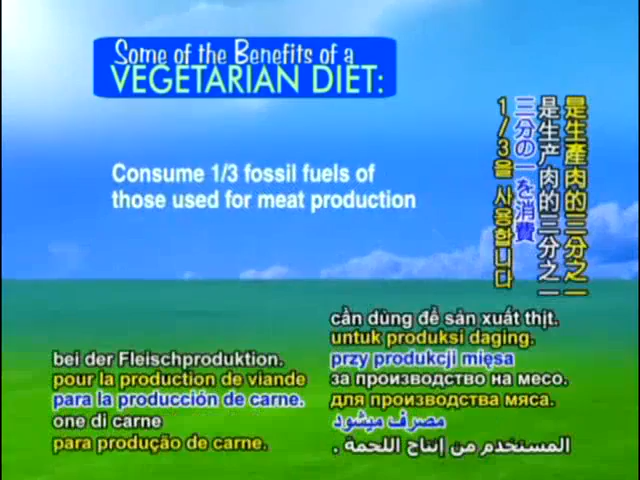 Some of the Benefits of a
VEGETARIAN DIET:
Consume 1/3 fossil fuels of
those used for meat production
是生產肉的三分之一
是生产肉的三分之一
三分の一を消費
1/3을 사용합니다
bei der Fleischproduktion.
pour la production de viande
para la producción de carne.
one di carne
para produção de carne.
cần dùng để sản xuất thịt.
untuk produksi daging.
przy produkcji mięsa
за производство на месо.
для производства мяса.
مصرف میشود
المستخدم من إنتاج اللحمة .